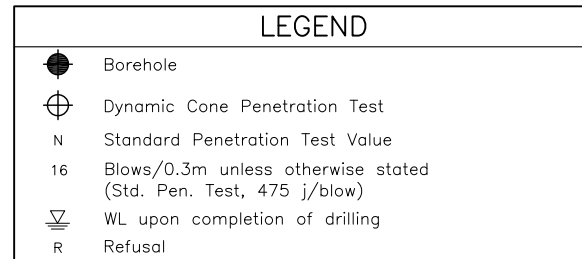 LEGEND
Borehole
Dynamic Cone Penetration Test
N Standard Penetration Test Value
16 Blows/0.3m unless otherwise stated
(Std. Pen. Test, 475 j/blow)
WL upon completion of drilling
R Refusal